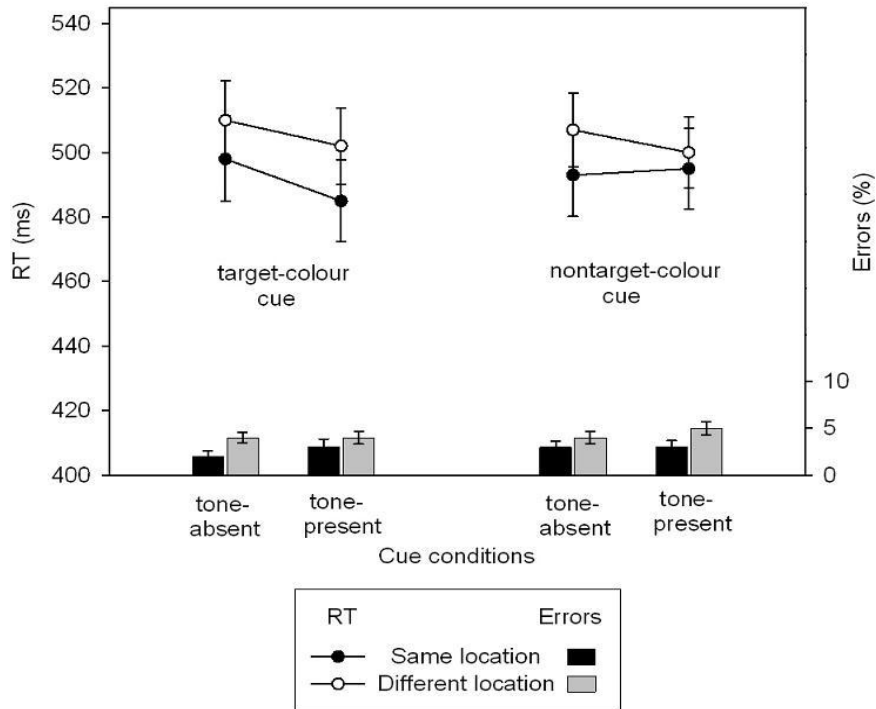 540
520
500
480
460
440
420
400
RT (ms)
target-colour
cue
nontarget-colour
cue
Errors (%)
10
5
0
tone-
absent
tone-
present
tone-
absent
tone-
present
Cue conditions
RT Errors
Same location
Different location